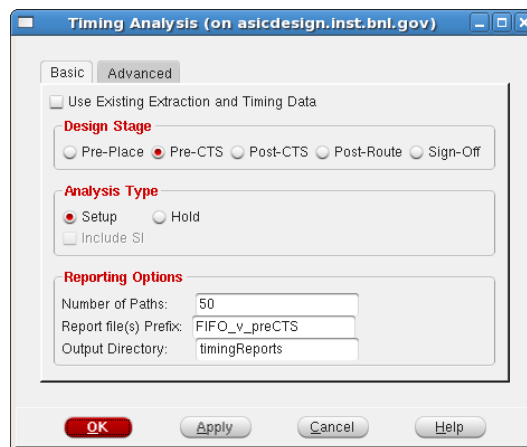 Timing Analysis (on asicdesign.inst.bnl.gov)
Basic Advanced
Use Existing Extraction and Timing Data
Design Stage
Pre-Place Pre-CTS Post-CTS Post-Route Sign-Off
Analysis Type
Setup Hold
Include SI
Reporting Options
Number of Paths: 50
Report file(s) Prefix: FIFO_v_preCTS
Output Directory: timingReports
OK Apply Cancel Help